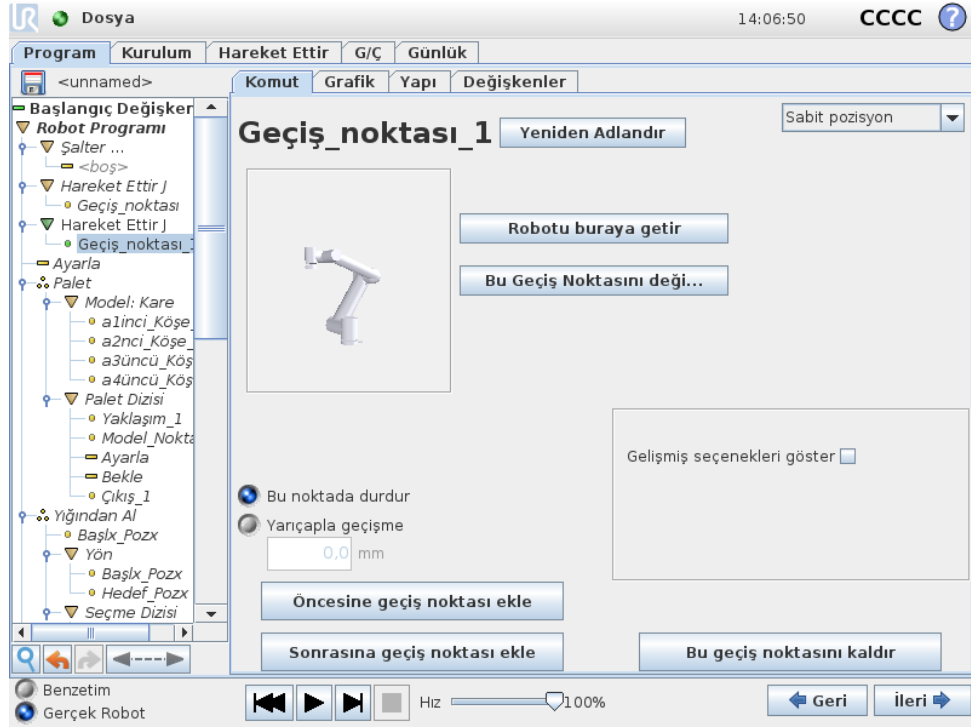 UR Dosya 14:06:50 CCCC ?
Program Kurulum Hareket Ettir G/Ç Günlük
<unnamed> Komut Grafik Yapı Değişkenler
Başlangıç Değişker
Robot Programı
Şalter ...
<boş>
Hareket Ettir J
Geçiş_noktası
Hareket Ettir J
Geçiş_noktası_1
Ayarla
Palet
Model: Kare
a1inci_Köşe_
a2nci_Köşe_
a3üncü_Köş
a4üncü_Köş
Palet Dizisi
Yaklaşım_1
Model_Nokta
Ayarla
Bekle
Çıkış_1
Yığından Al
Başlx_Pozx
Yön
Başlx_Pozx
Hedef_Pozx
Seçme Dizisi
Geçiş_noktası_1 Yeniden Adlandır Sabit pozisyon
Robotu buraya getir
Bu Geçiş Noktasını deği...
Gelişmiş seçenekleri göster
Bu noktada durdur
Yarıçapla geçişme
0,0 mm
Öncesine geçiş noktası ekle
Sonrasına geçiş noktası ekle Bu geçiş noktasını kaldır
Benzetim
Gerçek Robot
Hız 100% Geri İleri